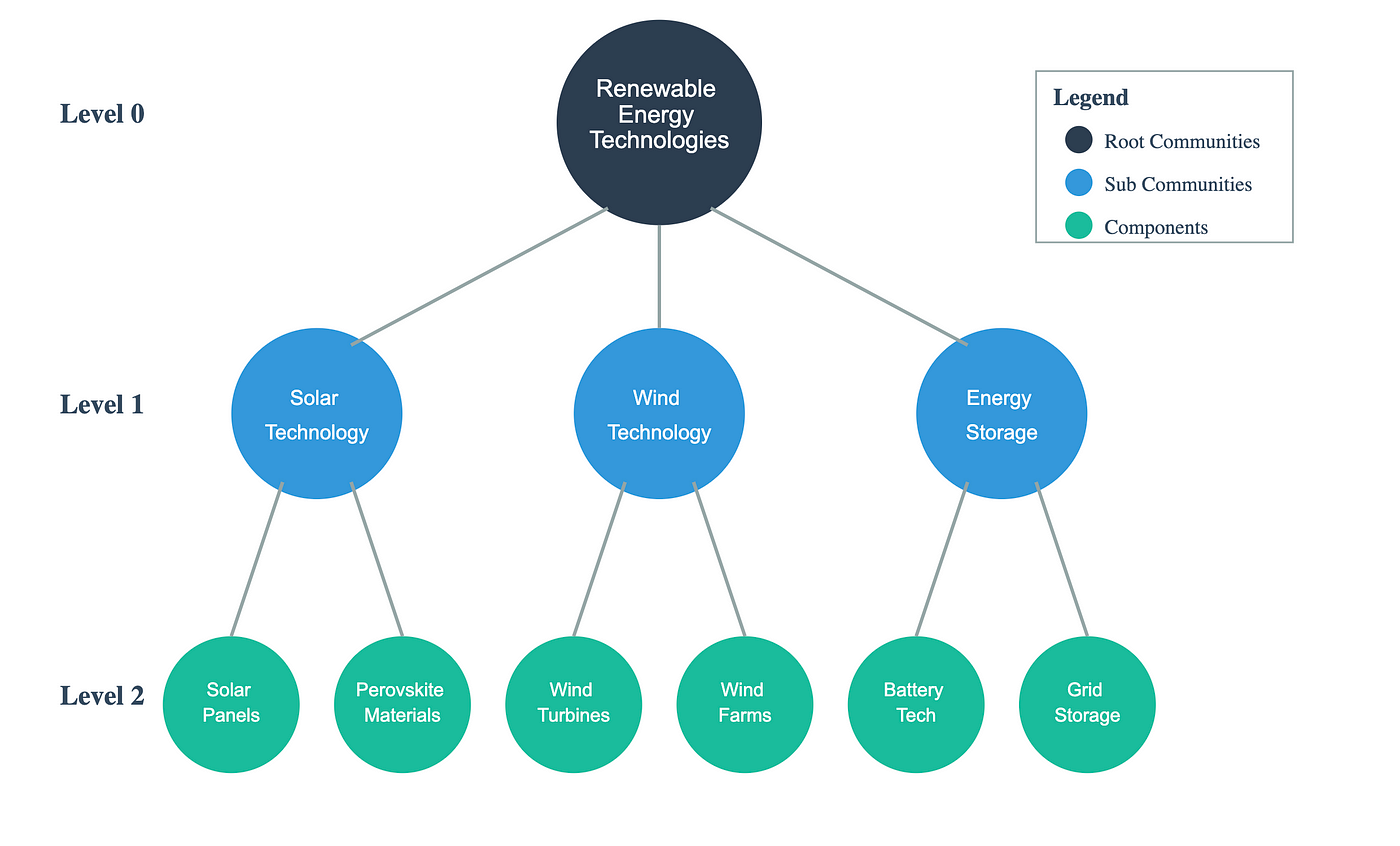 Level 0
Renewable
Energy
Technologies
Legend
Root Communities
Sub Communities
Components
Level 1
Solar
Technology
Wind
Technology
Energy
Storage
Level 2
Solar
Panels
Perovskite
Materials
Wind
Turbines
Wind
Farms
Battery
Tech
Grid
Storage